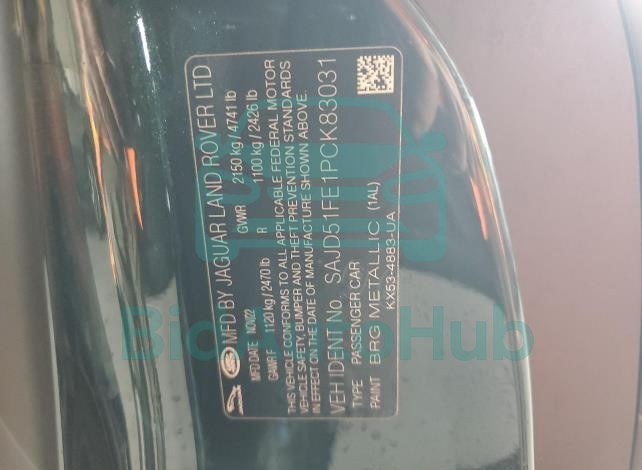 MFD BY JAGUAR LAND ROVER LTD
MFD DATE NOV22 GVWR 2150 kg / 4741 lb
GAWR F 1120 kg / 2470 lb R 1100 kg / 2426 lb
THIS VEHICLE CONFORMS TO ALL APPLICABLE FEDERAL MOTOR
VEHICLE SAFETY, BUMPER AND THEFT PREVENTION STANDARDS
IN EFFECT ON THE DATE OF MANUFACTURE SHOWN ABOVE.
VEH IDENT No. SAJD51FE1PCK83031
TYPE PASSENGER CAR
PAINT BRG METALLIC (1AL)
KX53-4883-UA
BidAutoHub